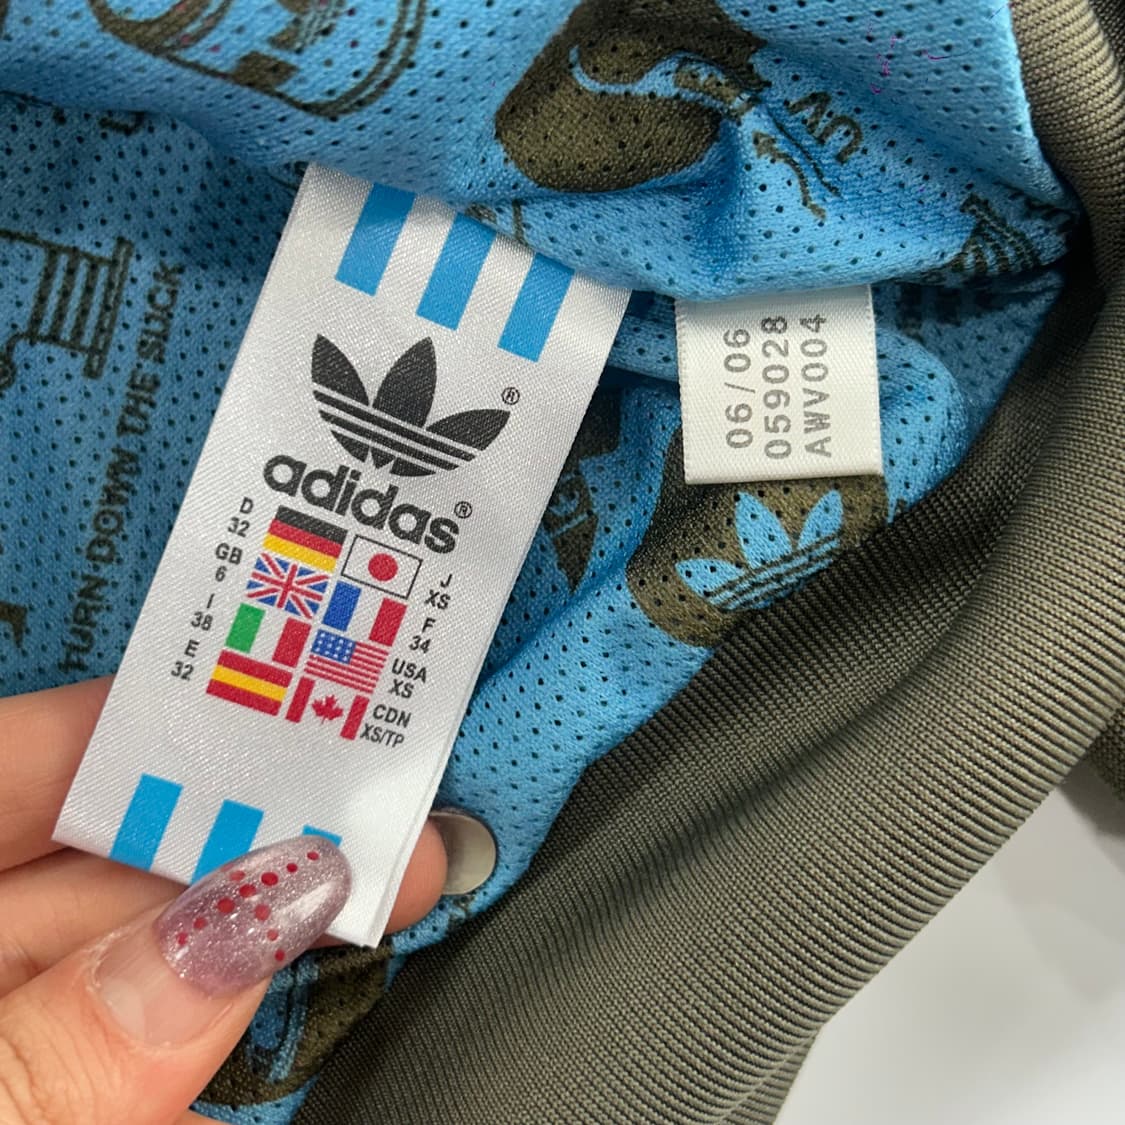 ®
adidas®
D
32
GB
6
I
38
E
32
J
XS
F
34
USA
XS
CDN
XS/TP
06/06
059028
AWV004
TURN DOWN THE SUCK